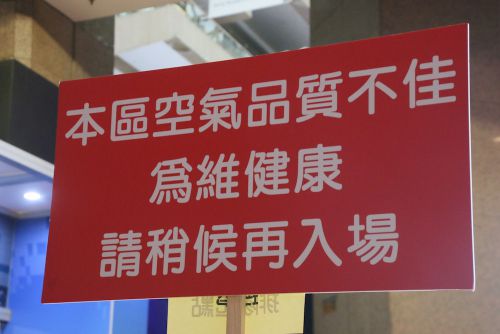 本區空氣品質不佳
為維健康
請稍候再入場